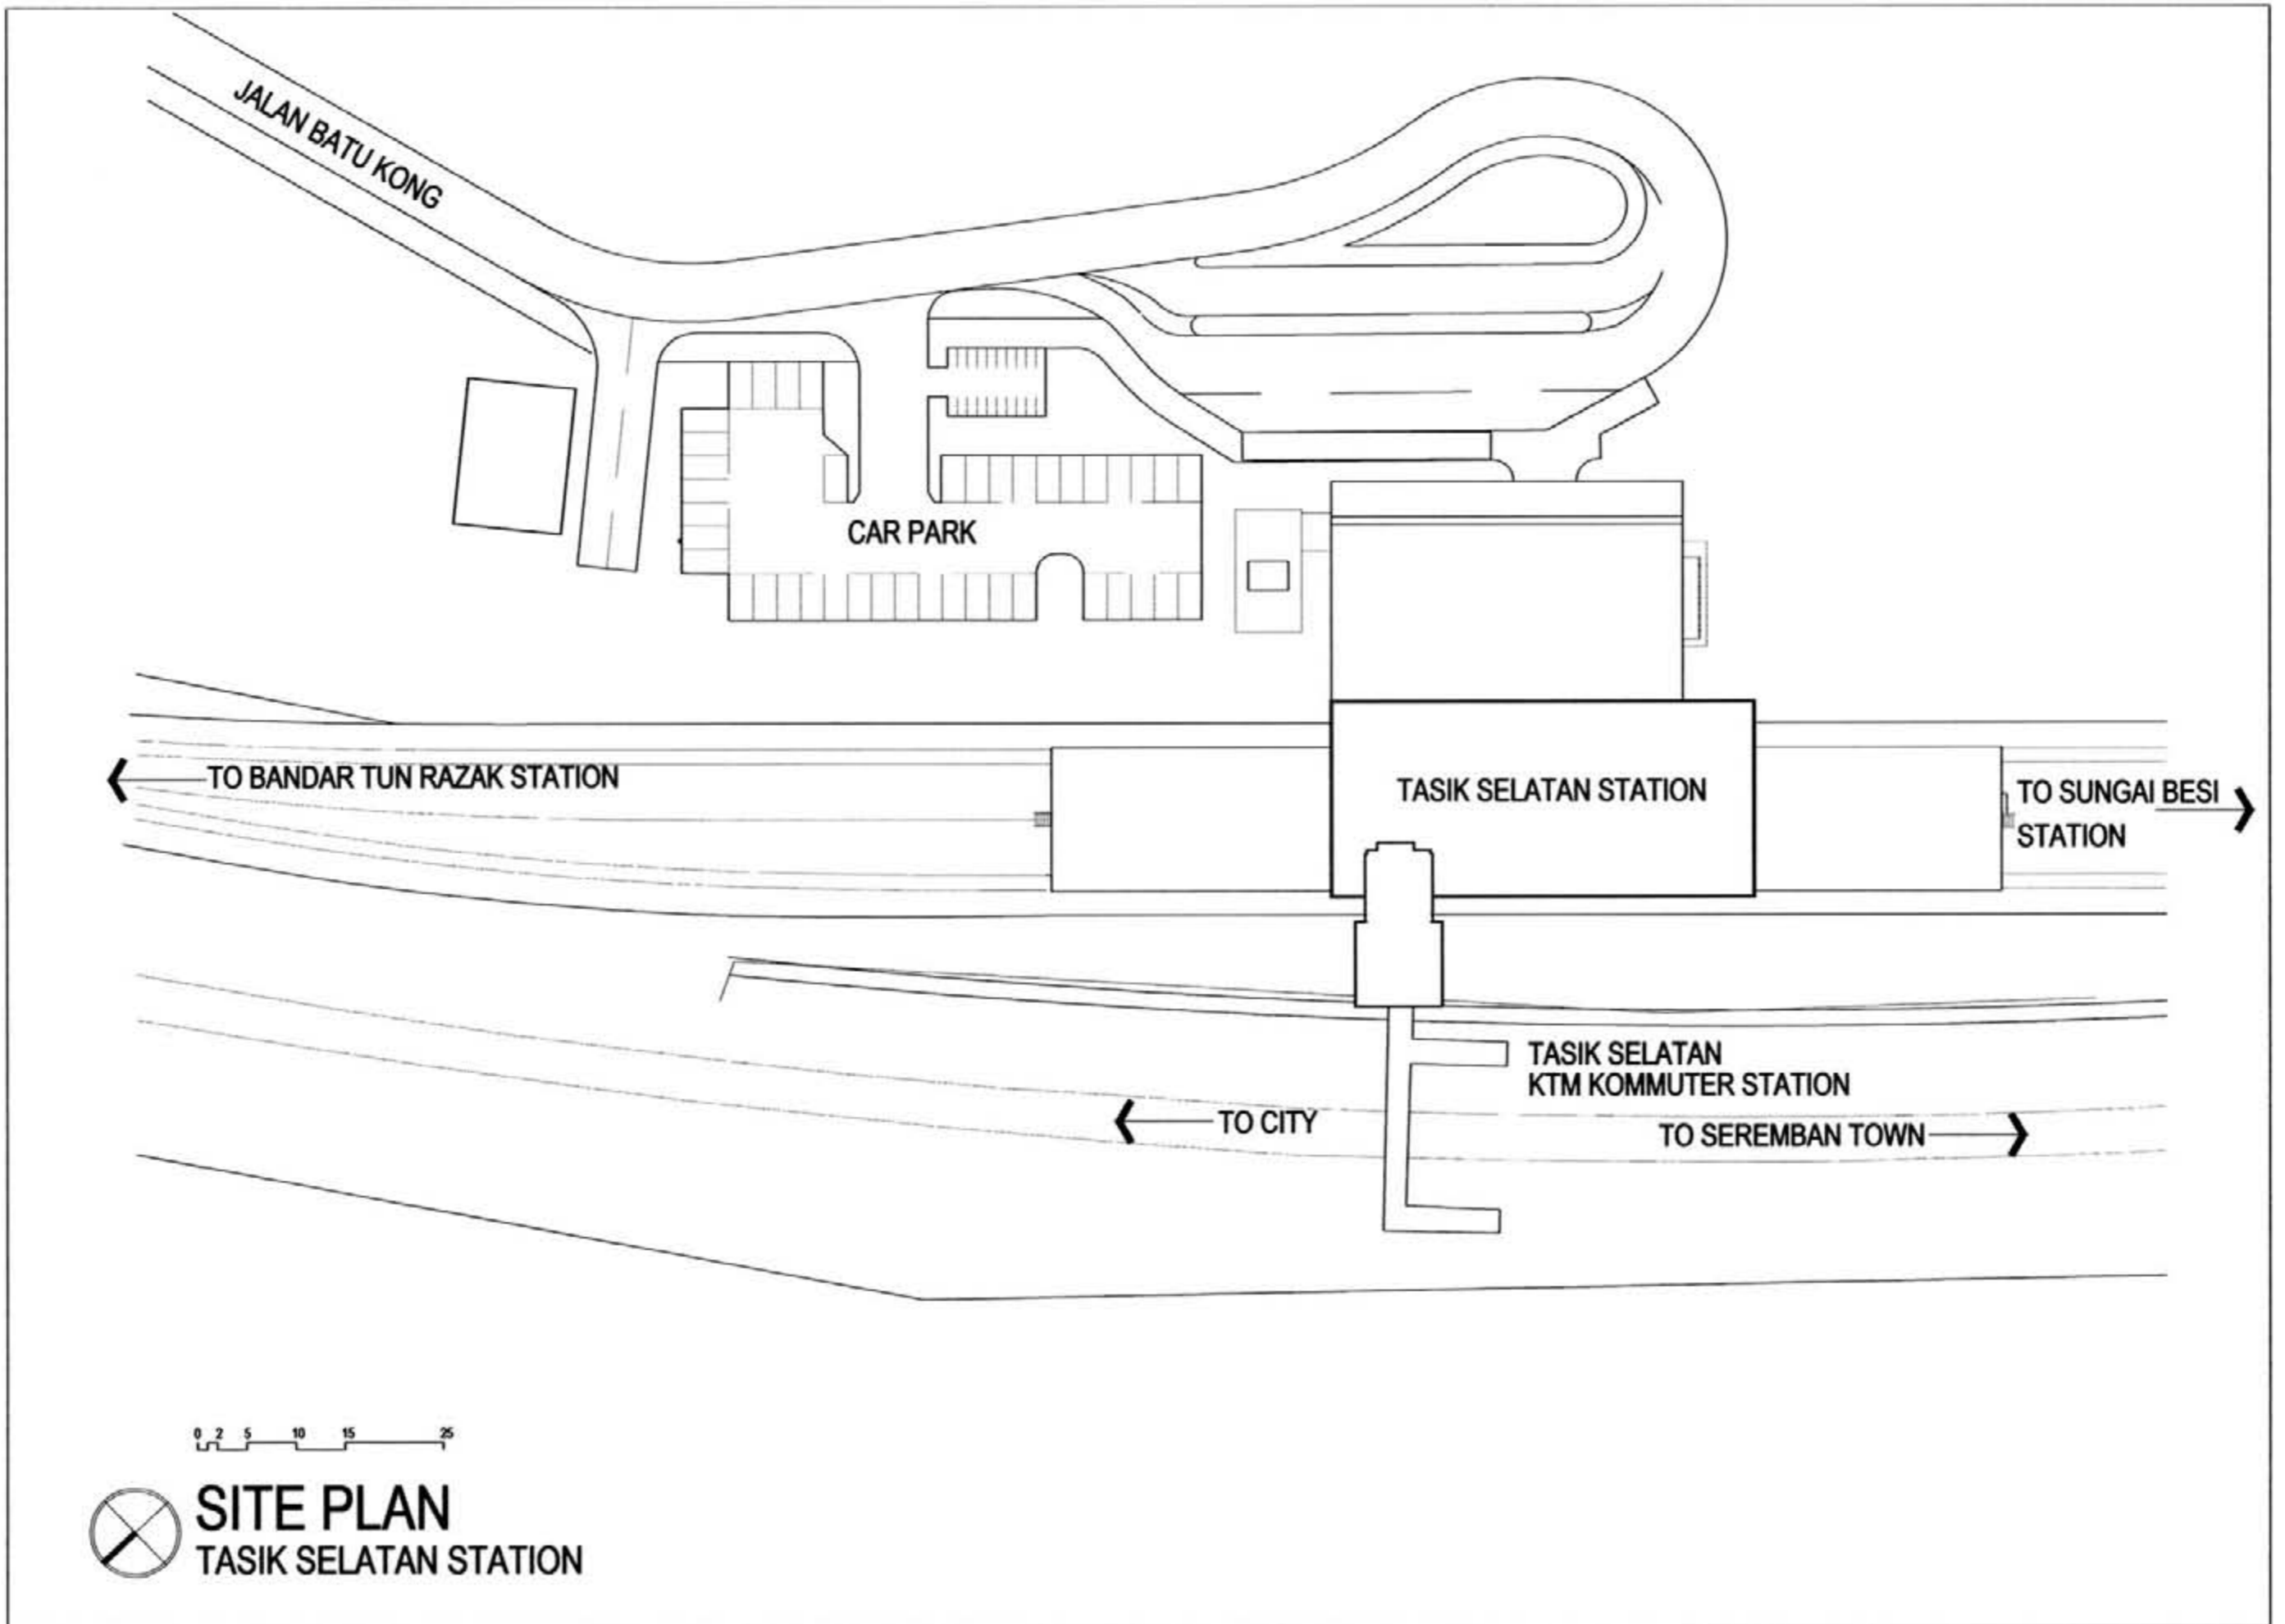 JALAN BATU KONG
CAR PARK
TO BANDAR TUN RAZAK STATION
TASIK SELATAN STATION
TO SUNGAI BESI
STATION
TASIK SELATAN
KTM KOMMUTER STATION
TO CITY
TO SEREMBAN TOWN
0 2 5 10 15 25
SITE PLAN
TASIK SELATAN STATION